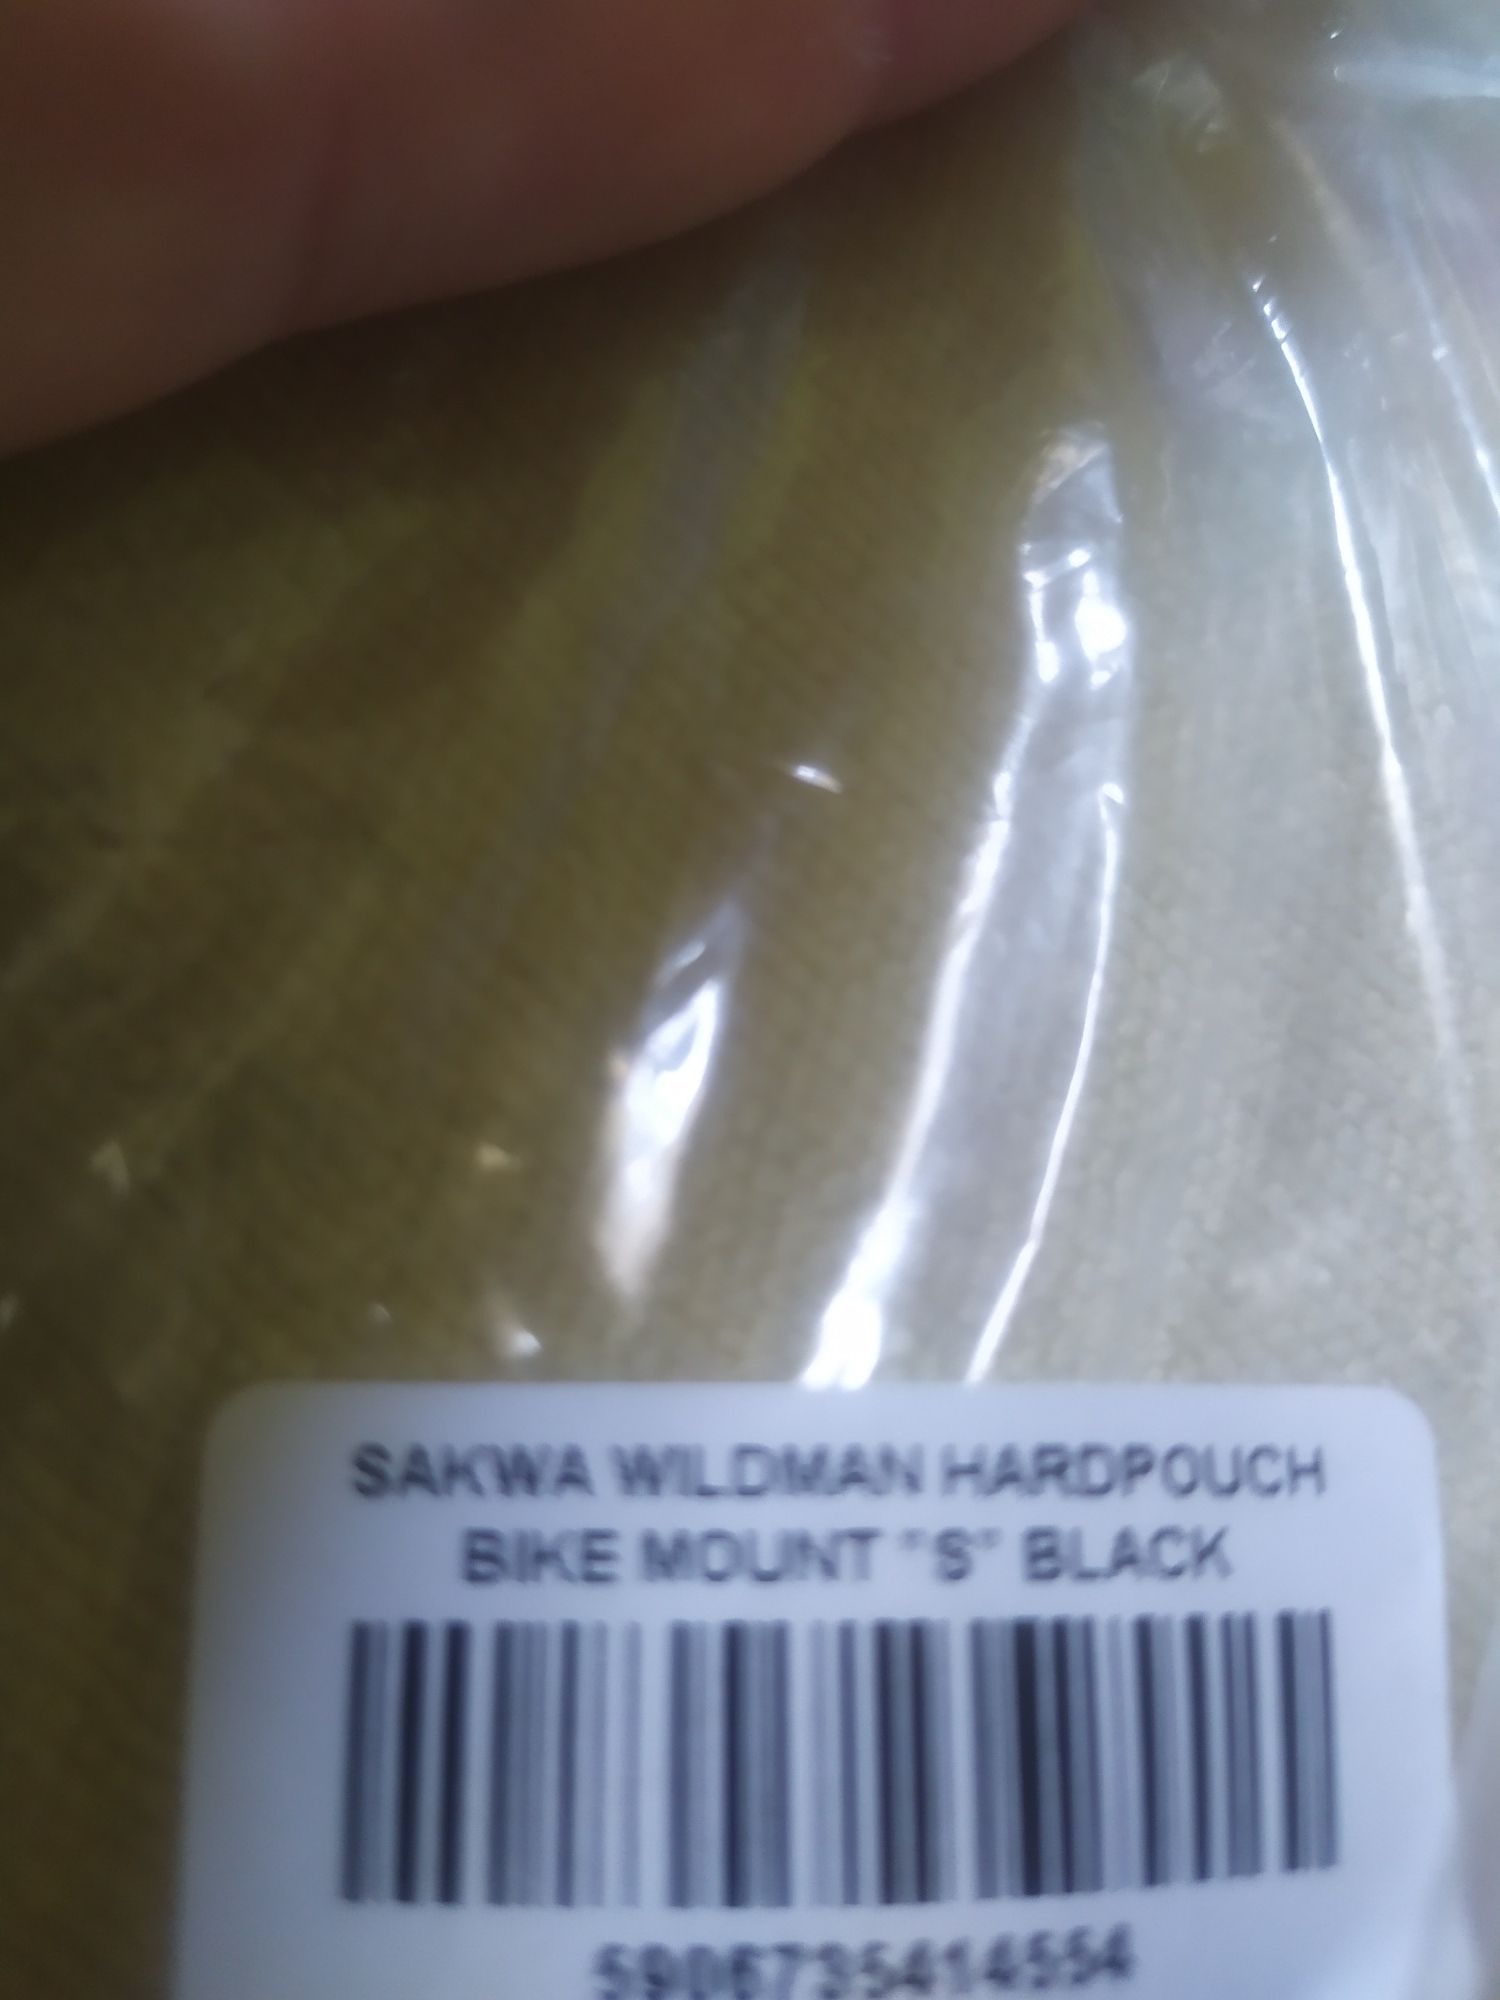 SAKWA WILDMAN HARDPOUCH
BIKE MOUNT "S" BLACK
5906735414554